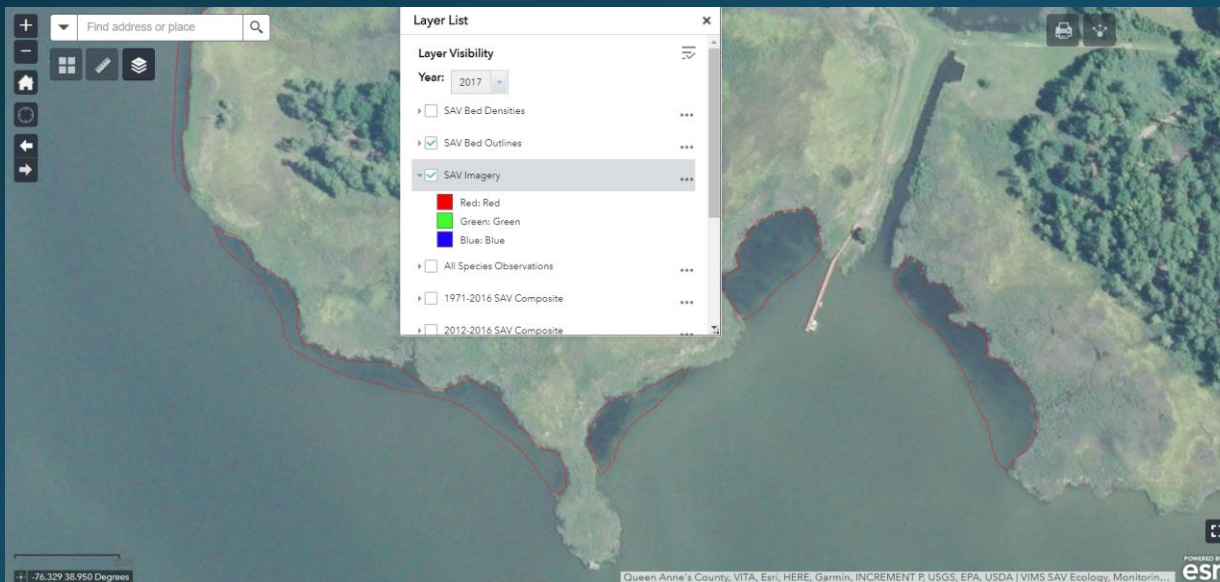 Find address or place
Layer List
Layer Visibility
Year: 2017
SAV Bed Densities
SAV Bed Outlines
SAV Imagery
Red: Red
Green: Green
Blue: Blue
All Species Observations
1971-2016 SAV Composite
2012-2016 SAV Composite
-76.329 38.950 Degrees
Queen Anne's County, VITA, Esri, HERE, Garmin, INCREMENT P, USGS, EPA, USDA | VIMS SAV Ecology, Monitorin...
POWERED BY
esri